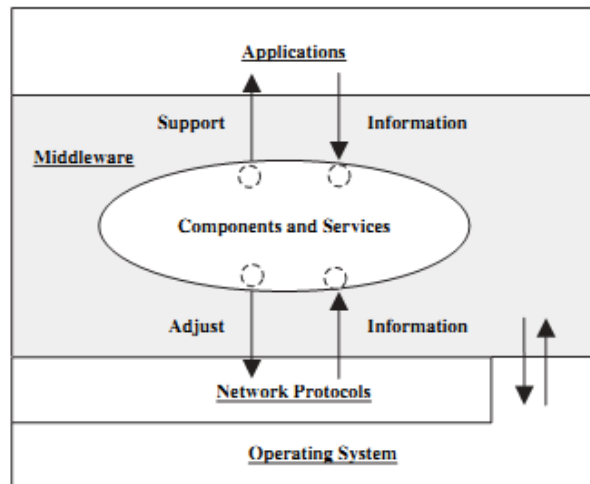 Applications
Support
Information
Middleware
Components and Services
Adjust
Information
Network Protocols
Operating System